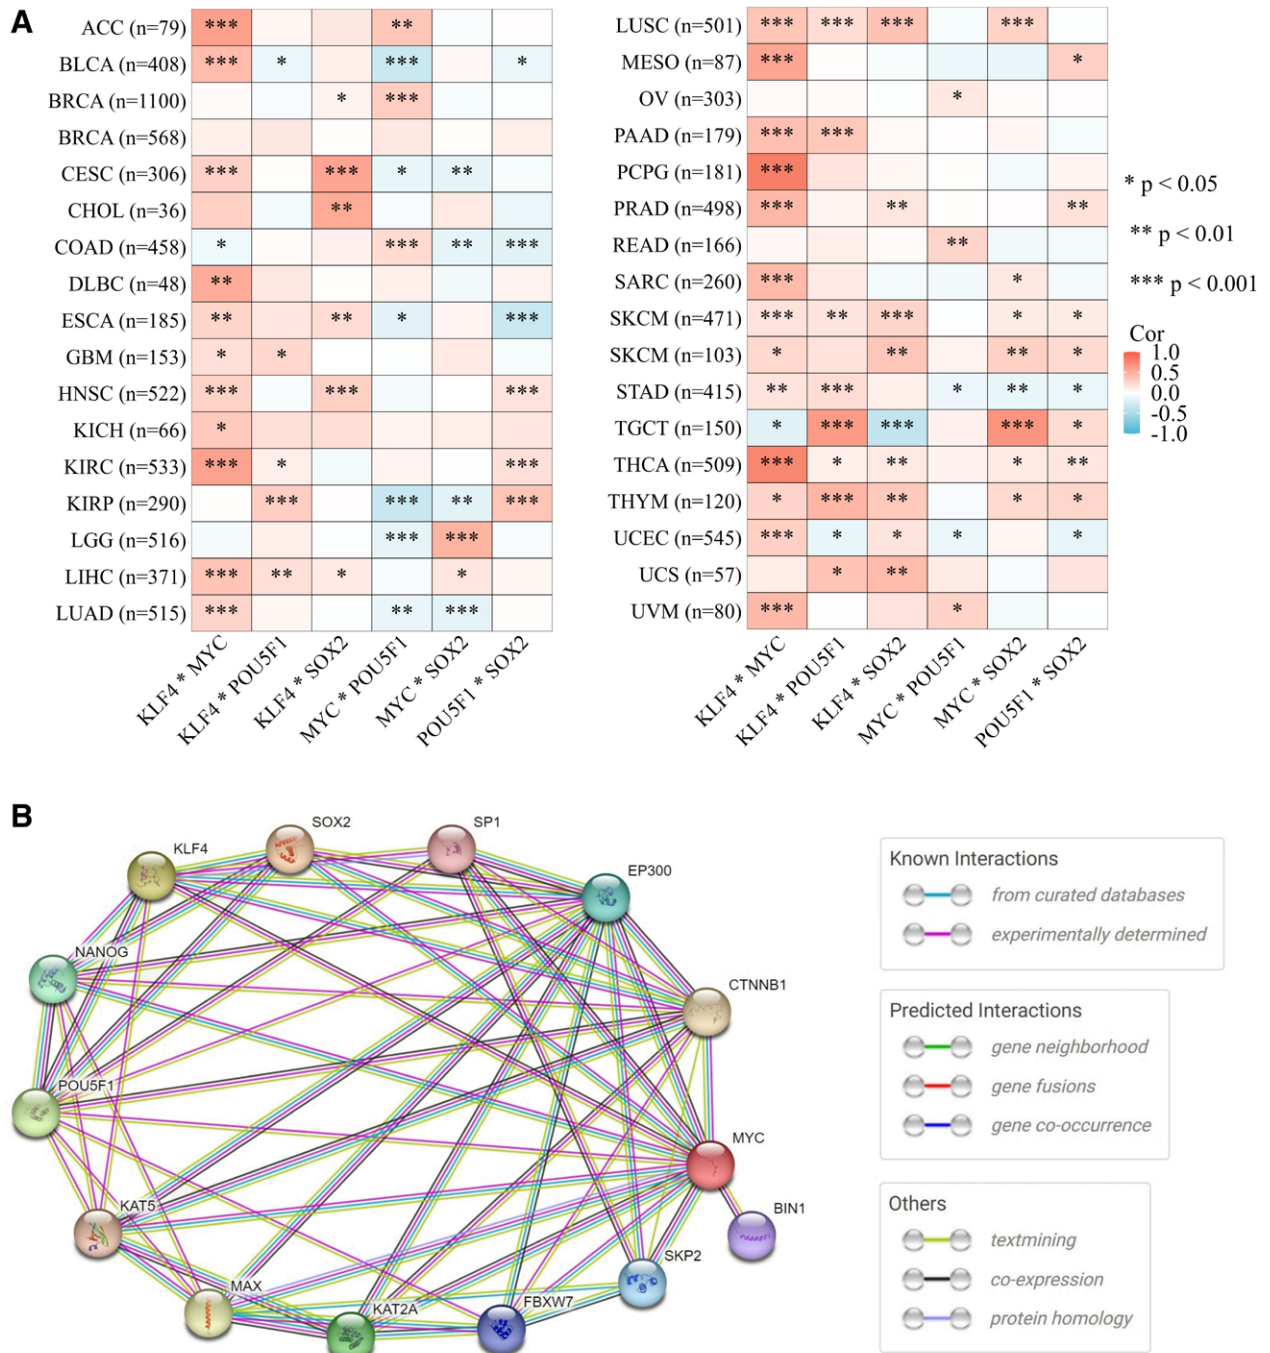 A
ACC (n=79) *** **
BLCA (n=408) *** * *** *
BRCA (n=1100) * ***
BRCA (n=568)
CESC (n=306) *** *** * **
CHOL (n=36) **
COAD (n=458) * *** ** ***
DLBC (n=48) **
ESCA (n=185) ** ** * ***
GBM (n=153) * *
HNSC (n=522) *** *** ***
KICH (n=66) *
KIRC (n=533) *** * ***
KIRP (n=290) *** *** ** ***
LGG (n=516) *** ***
LIHC (n=371) *** ** * *
LUAD (n=515) *** ** ***
KLF4 * MYC
KLF4 * POU5F1
KLF4 * SOX2
MYC * POU5F1
MYC * SOX2
POU5F1 * SOX2
LUSC (n=501) *** *** *** ***
MESO (n=87) *** *
OV (n=303) *
PAAD (n=179) *** ***
PCPG (n=181) ***
PRAD (n=498) *** ** **
READ (n=166) **
SARC (n=260) *** *
SKCM (n=471) *** ** *** * *
SKCM (n=103) * ** ** *
STAD (n=415) ** *** * ** *
TGCT (n=150) * *** *** *** *
THCA (n=509) *** * ** * **
THYM (n=120) * *** ** * *
UCEC (n=545) *** * * * *
UCS (n=57) * **
UVM (n=80) *** *
KLF4 * MYC
KLF4 * POU5F1
KLF4 * SOX2
MYC * POU5F1
MYC * SOX2
POU5F1 * SOX2
* p < 0.05
** p < 0.01
*** p < 0.001
Cor
1.0
0.5
0.0
-0.5
-1.0
B
SOX2
SP1
KLF4
EP300
NANOG
CTNNB1
POU5F1
MYC
KAT5
BIN1
SKP2
MAX
KAT2A
FBXW7
Known Interactions
from curated databases
experimentally determined
Predicted Interactions
gene neighborhood
gene fusions
gene co-occurrence
Others
textmining
co-expression
protein homology